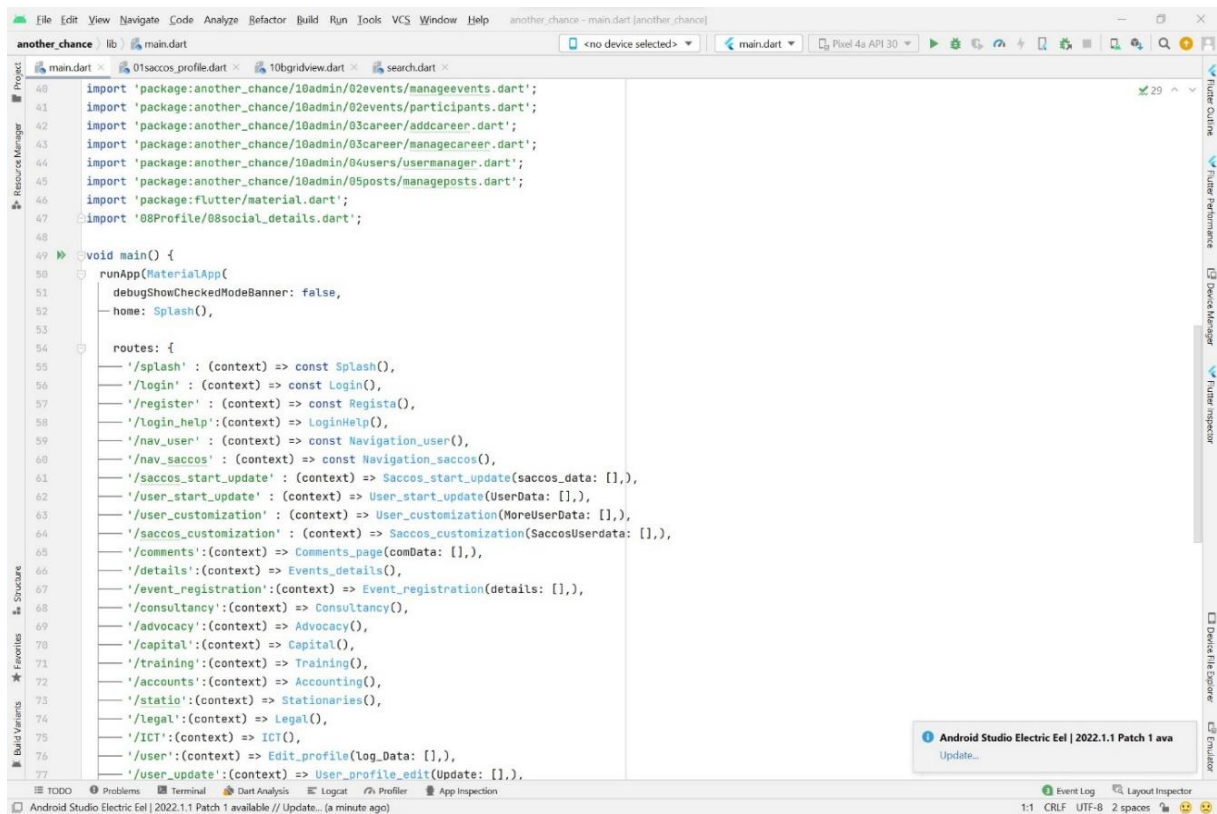 File Edit View Navigate Code Analyze Refactor Build Run Tools VCS Window Help another_chance - main.dart [another_chance]
another_chance lib main.dart <no device selected> main.dart Pixel 4a API 30
main.dart 01saccos_profile.dart 10bgridview.dart search.dart
40 import 'package:another_chance/10admin/02events/manageevents.dart';
29
41 import 'package:another_chance/10admin/02events/participants.dart';
42 import 'package:another_chance/10admin/03career/addcareer.dart';
43 import 'package:another_chance/10admin/03career/managecareer.dart';
44 import 'package:another_chance/10admin/04users/usermanager.dart';
45 import 'package:another_chance/10admin/05posts/manageposts.dart';
46 import 'package:flutter/material.dart';
47 import '08Profile/08social_details.dart';
48
49 void main() {
50 runApp(MaterialApp(
51 debugShowCheckedModeBanner: false,
52 home: Splash(),
53
54 routes: {
55 '/splash' : (context) => const Splash(),
56 '/login' : (context) => const Login(),
57 '/register' : (context) => const Regista(),
58 '/login_help':(context) => LoginHelp(),
59 '/nav_user' : (context) => const Navigation_user(),
60 '/nav_saccos' : (context) => const Navigation_saccos(),
61 '/saccos_start_update' : (context) => Saccos_start_update(saccos_data: [],),
62 '/user_start_update' : (context) => User_start_update(UserData: [],),
63 '/user_customization' : (context) => User_customization(MoreUserData: [],),
64 '/saccos_customization' : (context) => Saccos_customization(SaccosUserdata: [],),
65 '/comments':(context) => Comments_page(comData: [],),
66 '/details':(context) => Events_details(),
67 '/event_registration':(context) => Event_registration(details: [],),
68 '/consultancy':(context) => Consultancy(),
69 '/advocacy':(context) => Advocacy(),
70 '/capital':(context) => Capital(),
71 '/training':(context) => Training(),
72 '/accounts':(context) => Accounting(),
73 '/statio':(context) => Stationaries(),
74 '/legal':(context) => Legal(),
75 '/ICT':(context) => ICT(),
76 '/user':(context) => Edit_profile(log_Data: [],),
77 '/user_update':(context) => User_profile_edit(Update: [],),
Project
Resource Manager
Structure
Favorites
Build Variants
Flutter Outline
Flutter Performance
Device Manager
Flutter Inspector
Device File Explorer
Emulator
Android Studio Electric Eel | 2022.1.1 Patch 1 ava
Update...
TODO Problems Terminal Dart Analysis Logcat Profiler App Inspection Event Log Layout Inspector
Android Studio Electric Eel | 2022.1.1 Patch 1 available // Update... (a minute ago) 1:1 CRLF UTF-8 2 spaces